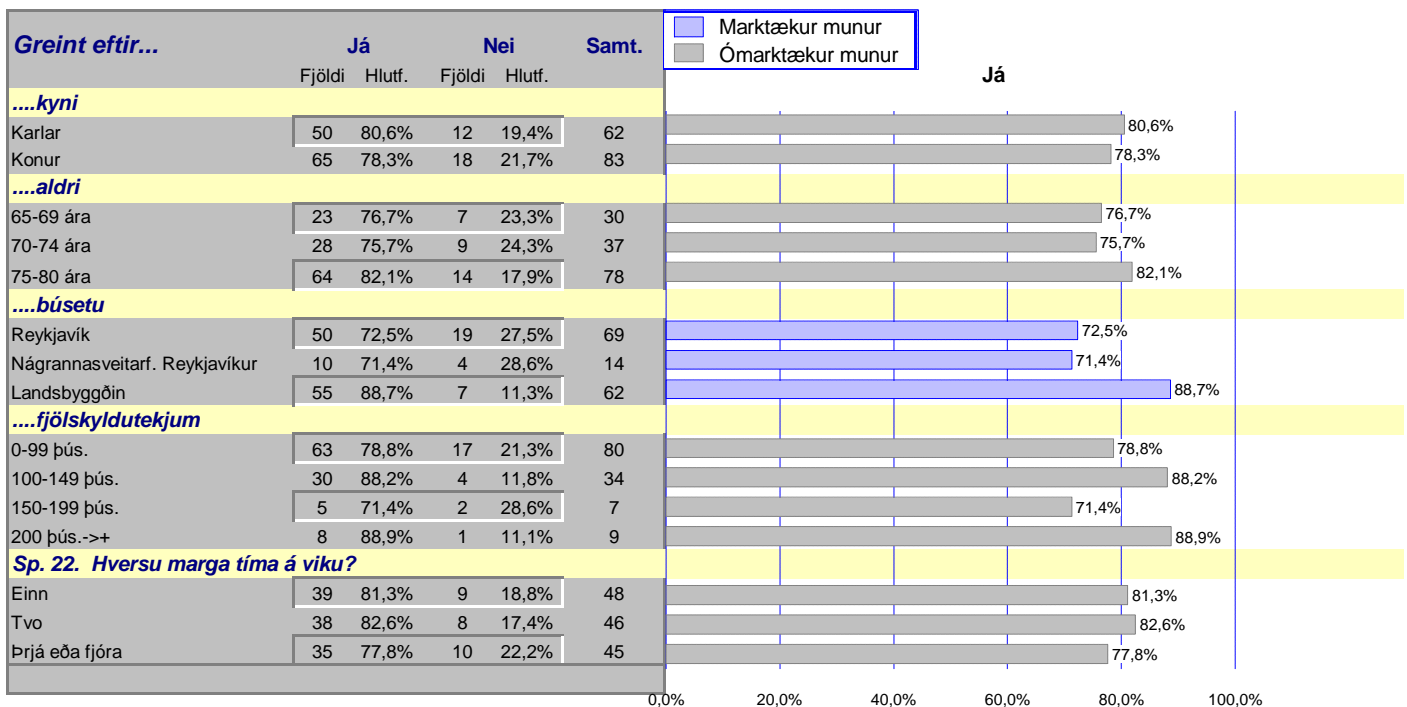 Greint eftir... Já Nei Samt.
Fjöldi Hlutf. Fjöldi Hlutf.
....kyni
Karlar 50 80,6% 12 19,4% 62
Konur 65 78,3% 18 21,7% 83
....aldri
65-69 ára 23 76,7% 7 23,3% 30
70-74 ára 28 75,7% 9 24,3% 37
75-80 ára 64 82,1% 14 17,9% 78
....búsetu
Reykjavík 50 72,5% 19 27,5% 69
Nágrannasveitarf. Reykjavíkur 10 71,4% 4 28,6% 14
Landsbyggðin 55 88,7% 7 11,3% 62
....fjölskyldutekjum
0-99 þús. 63 78,8% 17 21,3% 80
100-149 þús. 30 88,2% 4 11,8% 34
150-199 þús. 5 71,4% 2 28,6% 7
200 þús.->+ 8 88,9% 1 11,1% 9
Sp. 22. Hversu marga tíma á viku?
Einn 39 81,3% 9 18,8% 48
Tvo 38 82,6% 8 17,4% 46
Þrjá eða fjóra 35 77,8% 10 22,2% 45
Marktækur munur
Ómarktækur munur
Já
80,6%
78,3%
76,7%
75,7%
82,1%
72,5%
71,4%
88,7%
78,8%
88,2%
71,4%
88,9%
81,3%
82,6%
77,8%
0,0% 20,0% 40,0% 60,0% 80,0% 100,0%